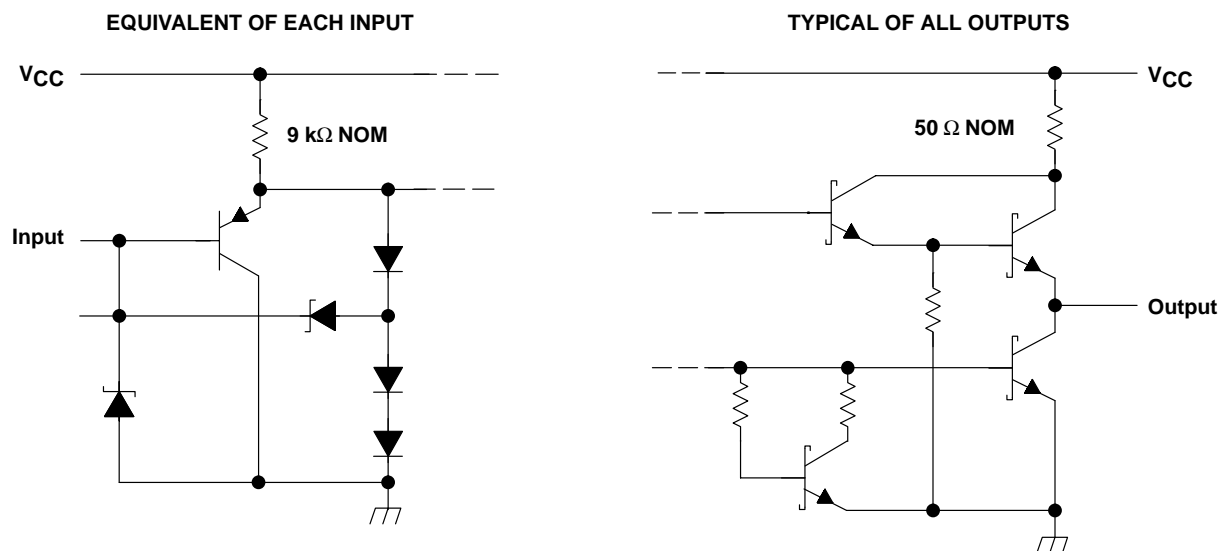 EQUIVALENT OF EACH INPUT
TYPICAL OF ALL OUTPUTS
VCC
VCC
9 kΩ NOM
50 Ω NOM
Input
Output